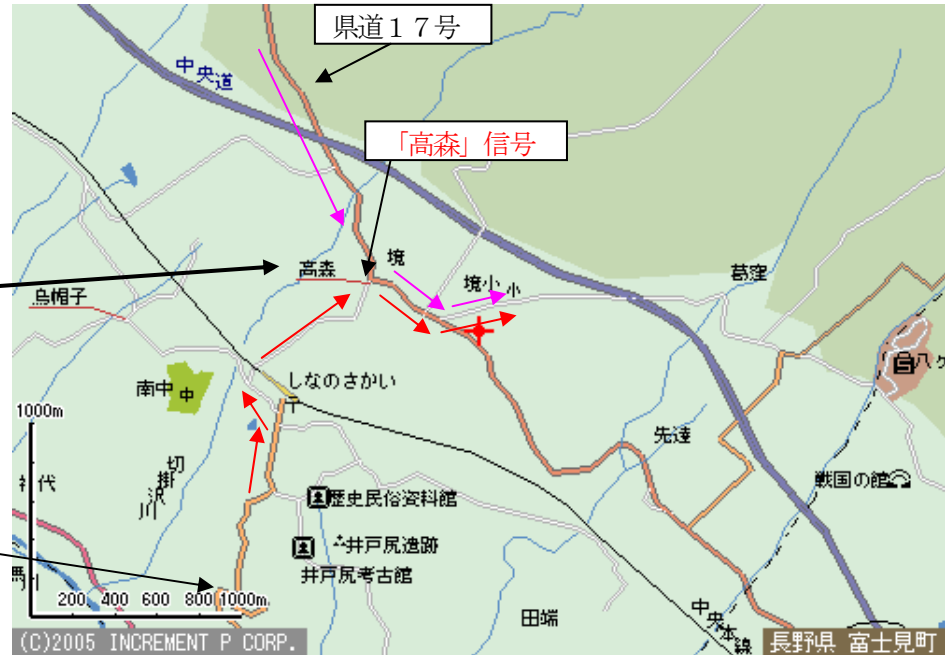 県道１７号
中央道
「高森」信号
高森
境
境小
小
葛窪
烏帽子
八ヶ
南中
中
しなのさかい
1000m
先達
切掛沢川
代
歴史民俗資料館
戦国の館
井戸尻遺跡
井戸尻考古館
200 400 600 800 1000m
田端
中央本線
(C)2005 INCREMENT P CORP.
長野県 富士見町